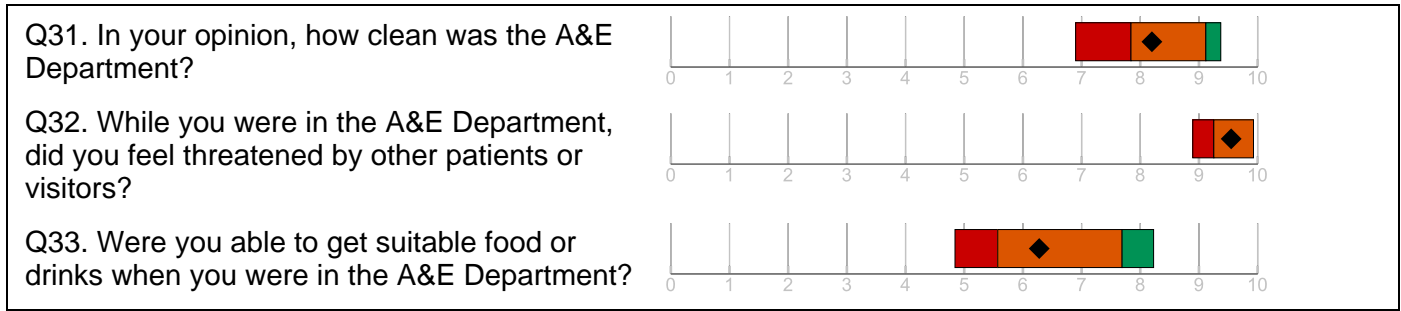 Q31. In your opinion, how clean was the A&E
Department?
0 1 2 3 4 5 6 7 8 9 10
Q32. While you were in the A&E Department,
did you feel threatened by other patients or
visitors?
0 1 2 3 4 5 6 7 8 9 10
Q33. Were you able to get suitable food or
drinks when you were in the A&E Department?
0 1 2 3 4 5 6 7 8 9 10